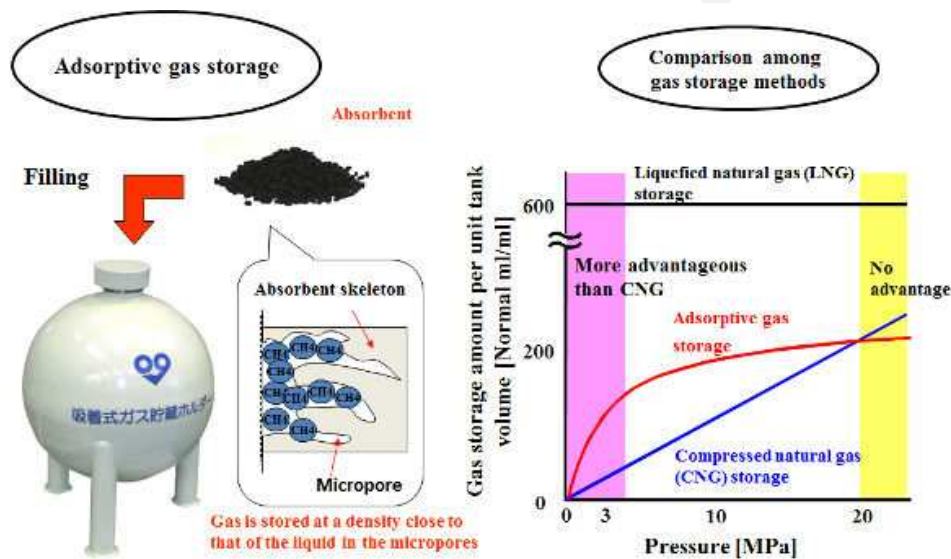 Adsorptive gas storage
Absorbent
Filling
Absorbent skeleton
CH4 CH4 CH4
CH4
CH4 CH4 CH4 CH4
CH4 CH4
Micropore
吸着式ガス貯蔵ホルダー
Gas is stored at a density close to
that of the liquid in the micropores
Comparison among
gas storage methods
Gas storage amount per unit tank
volume [Normal ml/ml]
600
200
0
Liquefied natural gas (LNG)
storage
More advantageous
than CNG
No
advantage
Adsorptive gas
storage
Compressed natural gas
(CNG) storage
0 3 10 20
Pressure [MPa]